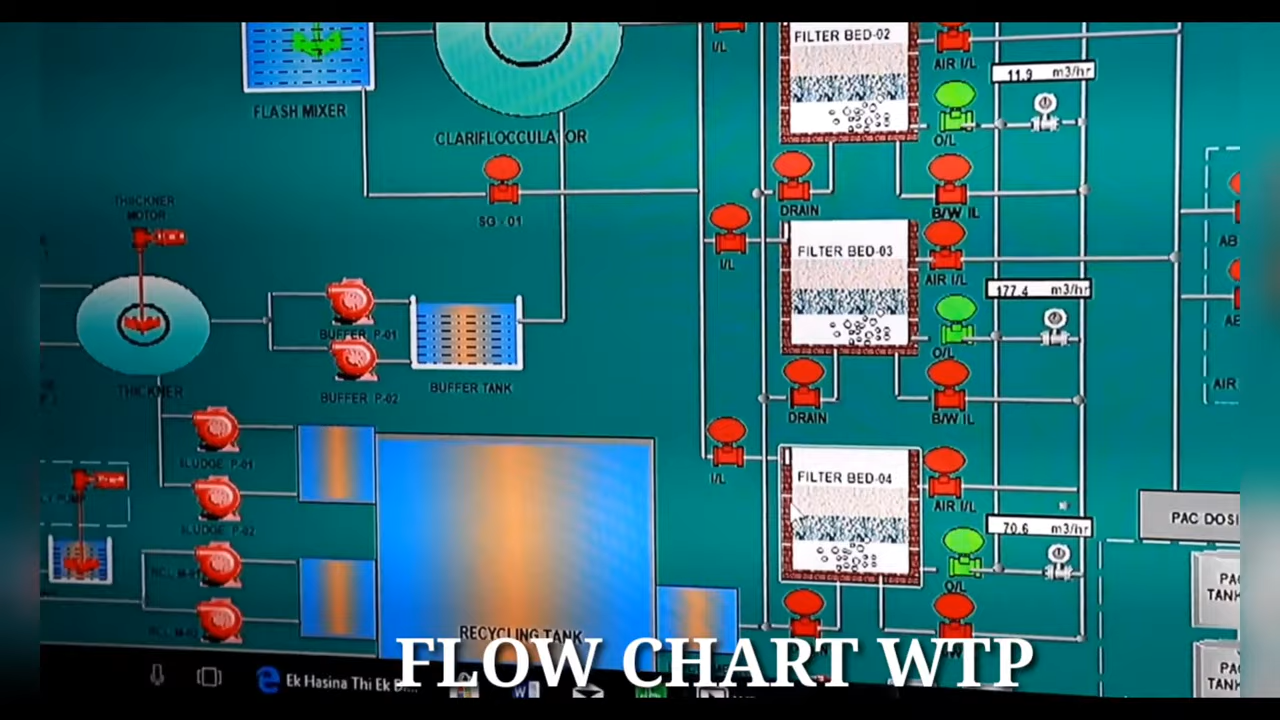 FILTER BED-02
I/L
AIR I/L
11.9 m3/hr
FLASH MIXER
CLARIFLOCCULATOR
O/L
THICKNER
MOTOR
SG - 01
DRAIN
B/W IL
I/L
FILTER BED-03
AIR I/L
177.4 m3/hr
BUFFER P-01
O/L
THICKNER
BUFFER P-02
BUFFER TANK
AIR
DRAIN
B/W IL
SLUDGE P-01
I/L
FILTER BED-04
AIR I/L
SLUDGE P-02
70.6 m3/hr
PAC DOSI
O/L
RECYCLING TANK
TANK
TANK
Ek Hasina Thi Ek D...
FLOW CHART WTP